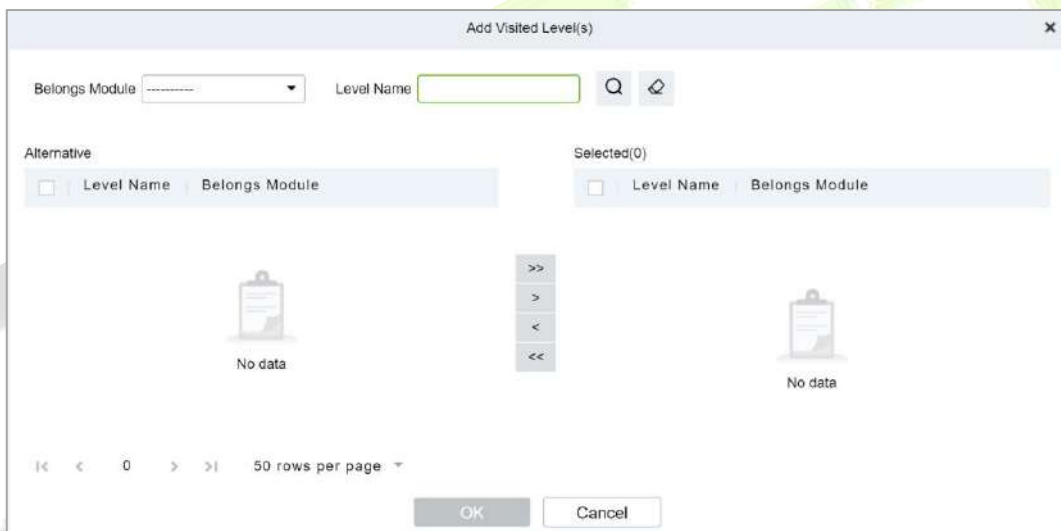 Add Visited Level(s)
Belongs Module ---------- Level Name
Alternative
Selected(0)
Level Name Belongs Module
Level Name Belongs Module
>>
>
<
<<
No data
No data
0 50 rows per page
OK Cancel